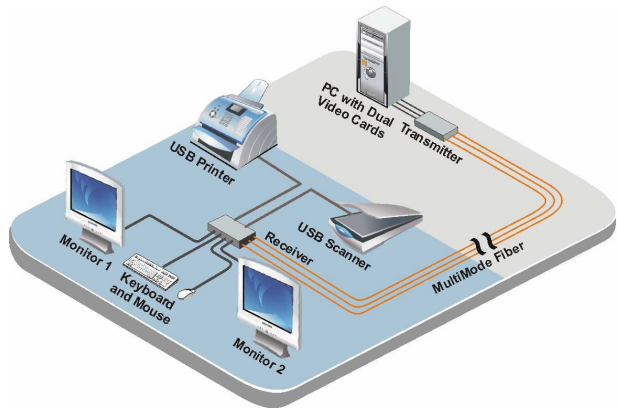 PC with Dual
Video Cards
Transmitter
USB Printer
USB Scanner
Monitor 1
Receiver
MultiMode Fiber
Keyboard
and Mouse
Monitor 2